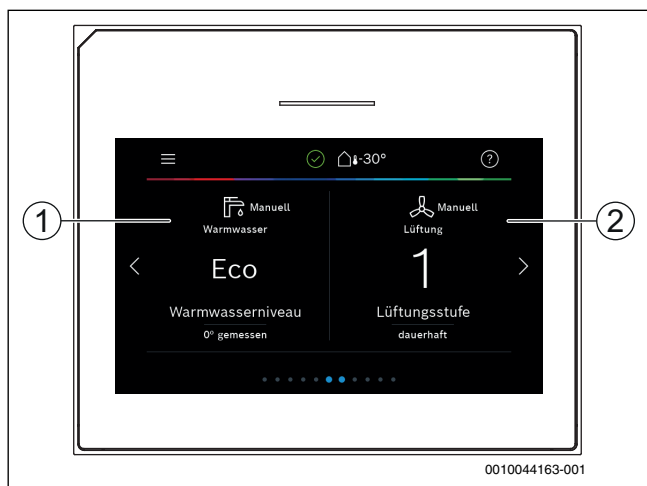 -30° ?
1 Manuell Manuell 2
Warmwasser Lüftung
Eco 1
Warmwasserniveau Lüftungsstufe
0° gemessen dauerhaft
0010044163-001